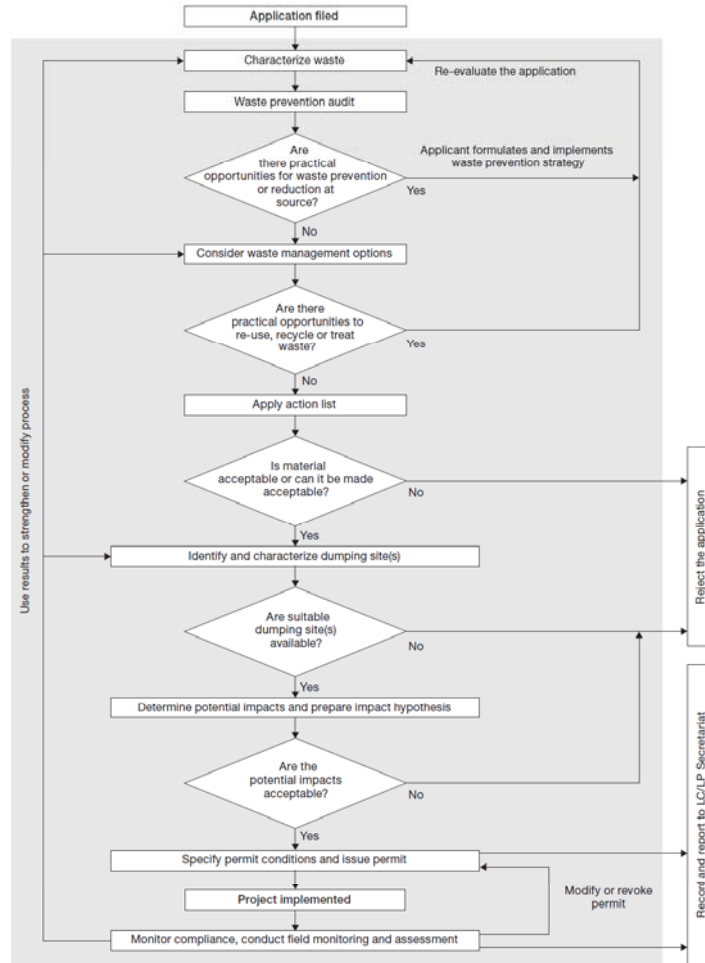 Application filed
Characterize waste
Re-evaluate the application
Waste prevention audit
Are
there practical
opportunities for waste prevention
or reduction at
source?
Applicant formulates and implements
waste prevention strategy
Yes
No
Consider waste management options
Are there
practical opportunities to
re-use, recycle or treat
waste?
Yes
No
Apply action list
Is material
acceptable or can it be made
acceptable?
No
Yes
Identify and characterize dumping site(s)
Are suitable
dumping site(s)
available?
No
Yes
Determine potential impacts and prepare impact hypothesis
Are the
potential impacts
acceptable?
No
Yes
Specify permit conditions and issue permit
Project implemented
Modify or revoke
permit
Monitor compliance, conduct field monitoring and assessment
Use results to strengthen or modify process
Reject the application
Record and report to LC/LP Secretariat